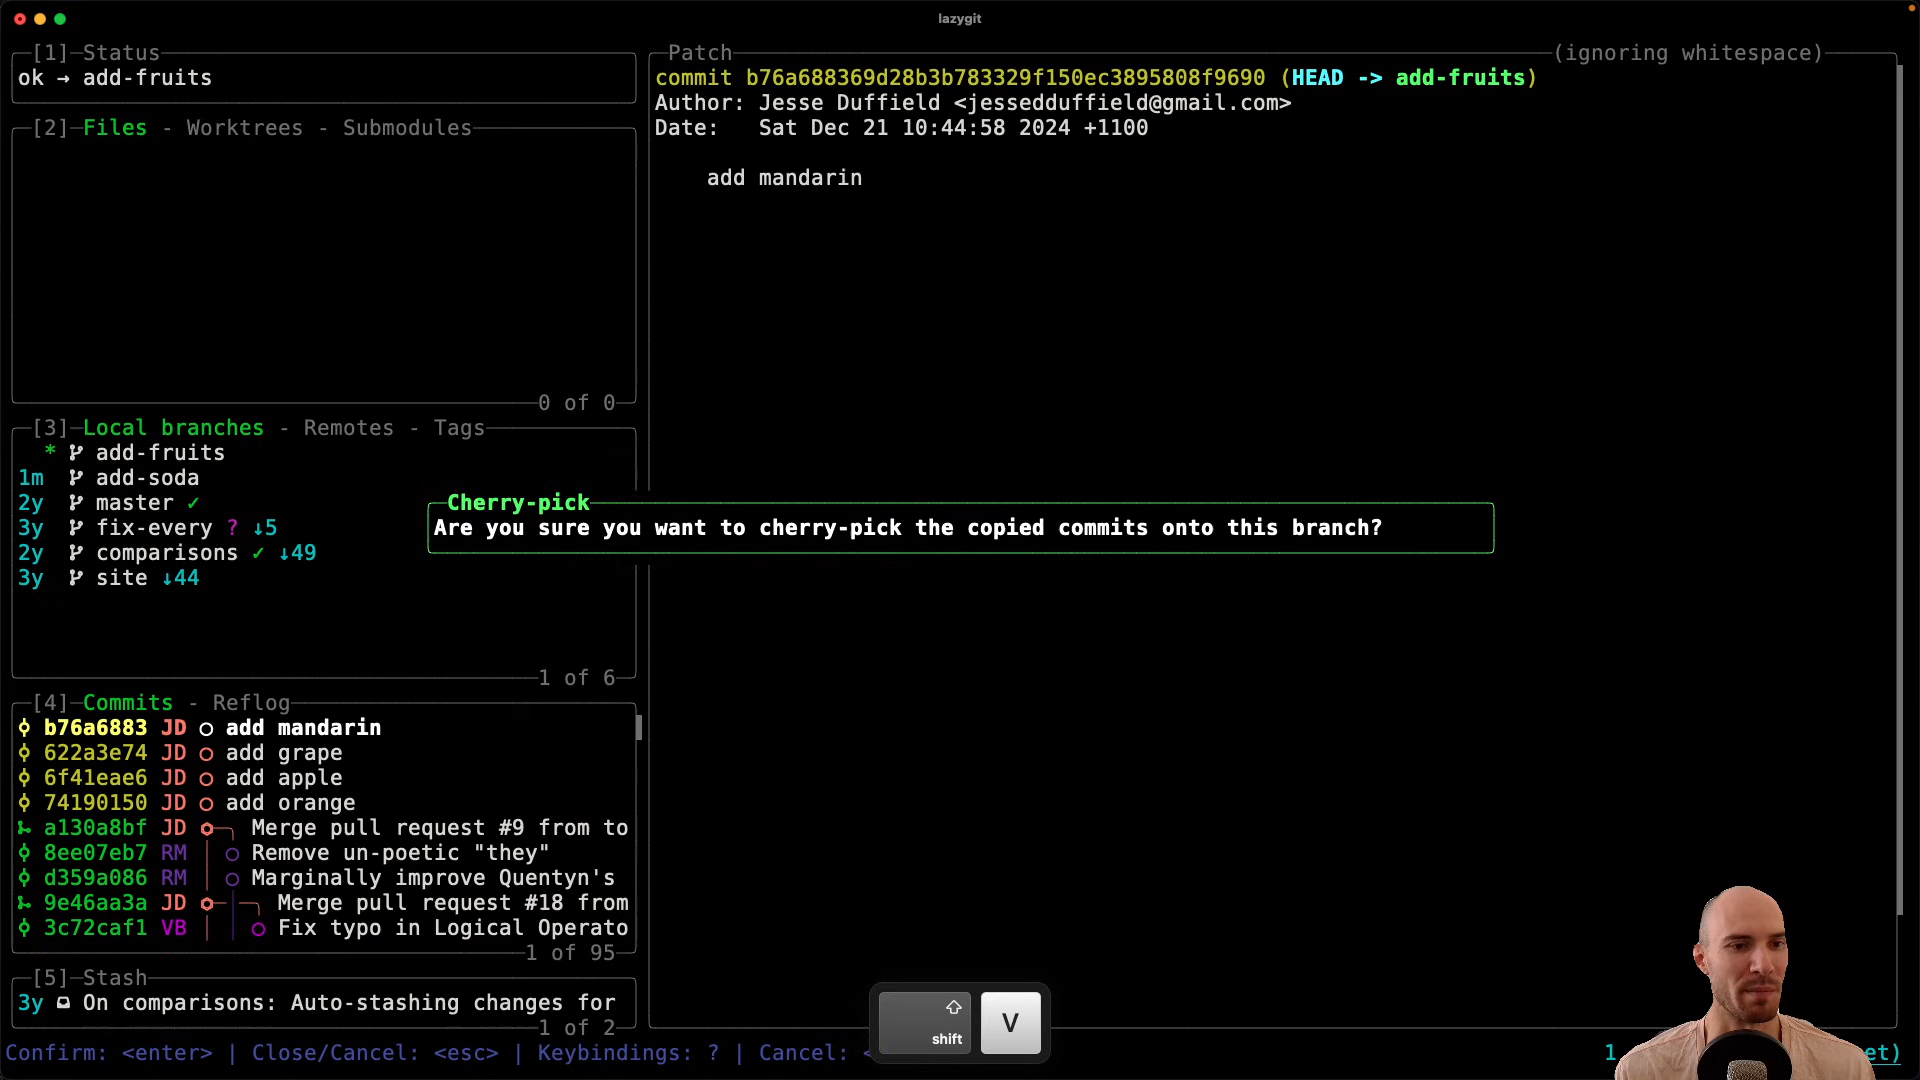 lazygit
[1]─Status
ok → add-fruits
[2]─Files - Worktrees - Submodules
0 of 0
[3]─Local branches - Remotes - Tags
* add-fruits
1m add-soda
2y master ✓
3y fix-every ? ↓5
2y comparisons ✓ ↓49
3y site ↓44
1 of 6
[4]─Commits - Reflog
b76a6883 JD add mandarin
622a3e74 JD add grape
6f41eae6 JD add apple
74190150 JD add orange
a130a8bf JD Merge pull request #9 from to
8ee07eb7 RM Remove un-poetic "they"
d359a086 RM Marginally improve Quentyn's
9e46aa3a JD Merge pull request #18 from
3c72caf1 VB Fix typo in Logical Operato
1 of 95
[5]─Stash
3y On comparisons: Auto-stashing changes for
1 of 2
Patch
(ignoring whitespace)
commit b76a688369d28b3b783329f150ec3895808f9690 (HEAD -> add-fruits)
Author: Jesse Duffield <jessedduffield@gmail.com>
Date: Sat Dec 21 10:44:58 2024 +1100
add mandarin
Cherry-pick
Are you sure you want to cherry-pick the copied commits onto this branch?
shift
V
Confirm: <enter> | Close/Cancel: <esc> | Keybindings: ? | Cancel: <
1
et)